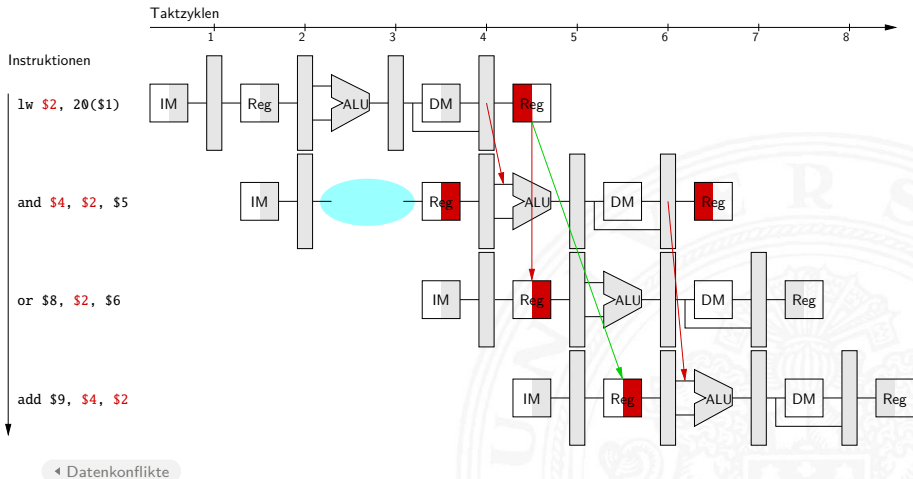 Taktzyklen
1 2 3 4 5 6 7 8
Instruktionen
lw $2, 20($1) IM Reg ALU DM Reg
and $4, $2, $5 IM Reg ALU DM Reg
or $8, $2, $6 IM Reg ALU DM Reg
add $9, $4, $2 IM Reg ALU DM Reg
Datenkonflikte